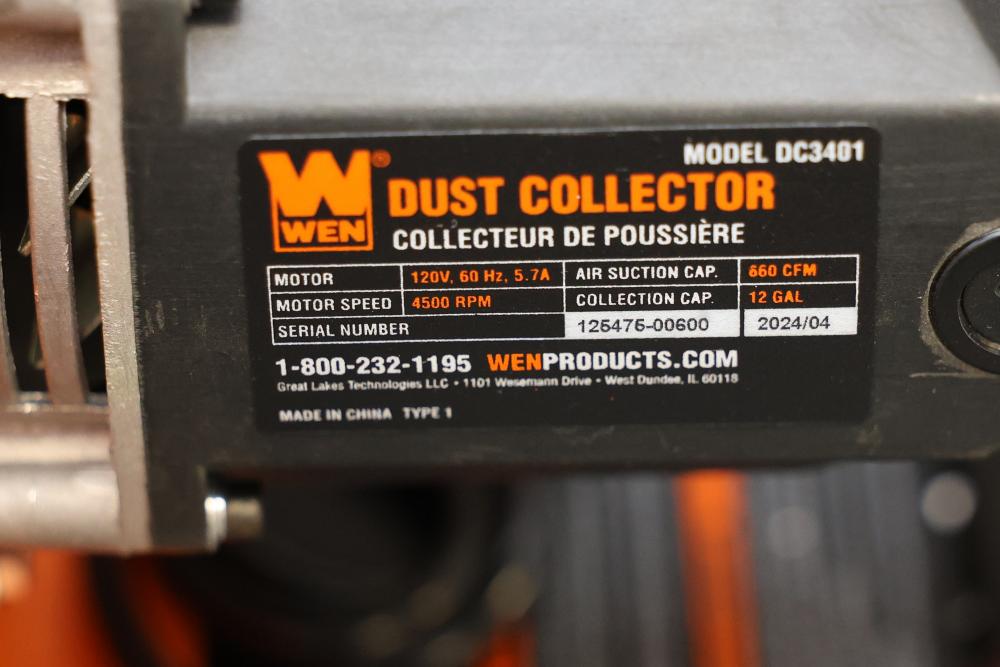 MODEL DC3401
WEN®
DUST COLLECTOR
COLLECTEUR DE POUSSIÈRE
MOTOR 120V, 60 Hz, 5.7A AIR SUCTION CAP. 660 CFM
MOTOR SPEED 4500 RPM COLLECTION CAP. 12 GAL
SERIAL NUMBER 125475-00600 2024/04
1-800-232-1195 WENPRODUCTS.COM
Great Lakes Technologies LLC • 1101 Wesemann Drive • West Dundee, IL 60118
MADE IN CHINA TYPE 1